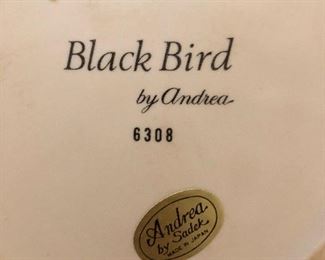 Black Bird
by Andrea
6308
Andrea
by Sadek
MADE IN JAPAN